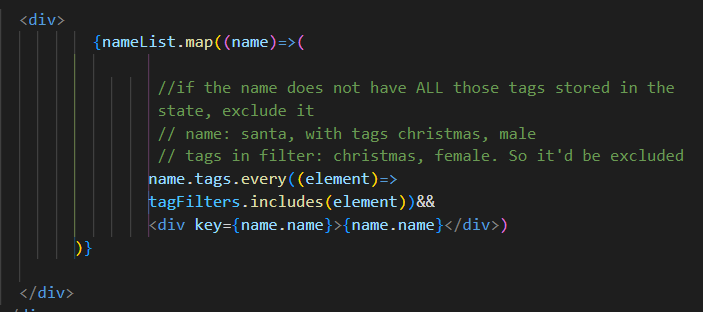 <div>
{nameList.map((name)=>(
//if the name does not have ALL those tags stored in the
state, exclude it
// name: santa, with tags christmas, male
// tags in filter: christmas, female. So it'd be excluded
name.tags.every((element)=>
tagFilters.includes(element))&&
<div key={name.name}>{name.name}</div>)
)}
</div>